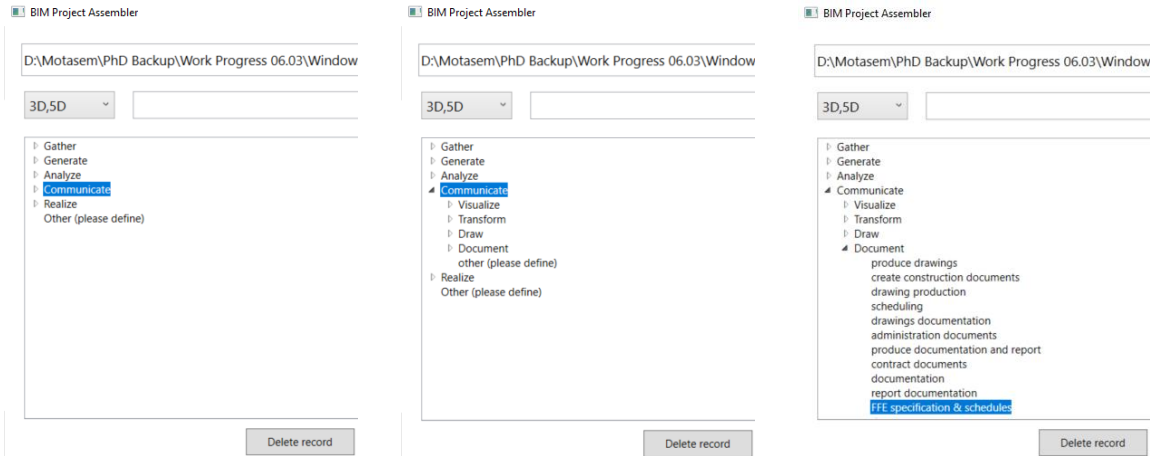 BIM Project Assembler
D:\Motasem\PhD Backup\Work Progress 06.03\Window
3D,5D
Gather
Generate
Analyze
Communicate
Realize
Other (please define)
Delete record
BIM Project Assembler
D:\Motasem\PhD Backup\Work Progress 06.03\Window
3D,5D
Gather
Generate
Analyze
Communicate
Visualize
Transform
Draw
Document
other (please define)
Realize
Other (please define)
Delete record
BIM Project Assembler
D:\Motasem\PhD Backup\Work Progress 06.03\Window
3D,5D
Gather
Generate
Analyze
Communicate
Visualize
Transform
Draw
Document
produce drawings
create construction documents
drawing production
scheduling
drawings documentation
administration documents
produce documentation and report
contract documents
documentation
report documentation
FFE specification & schedules
Delete record